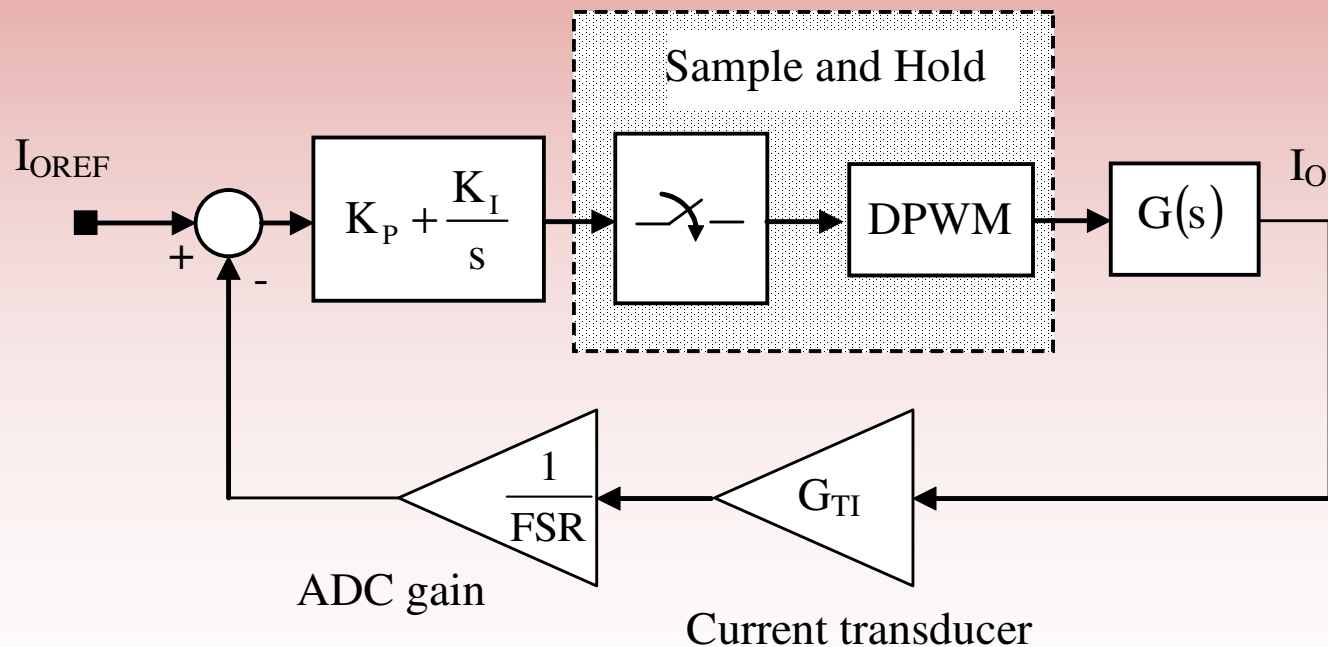 Sample and Hold
I_OREF
+
-
K_P + K_I/s
DPWM
G(s)
I_O
1/FSR
G_TI
ADC gain
Current transducer